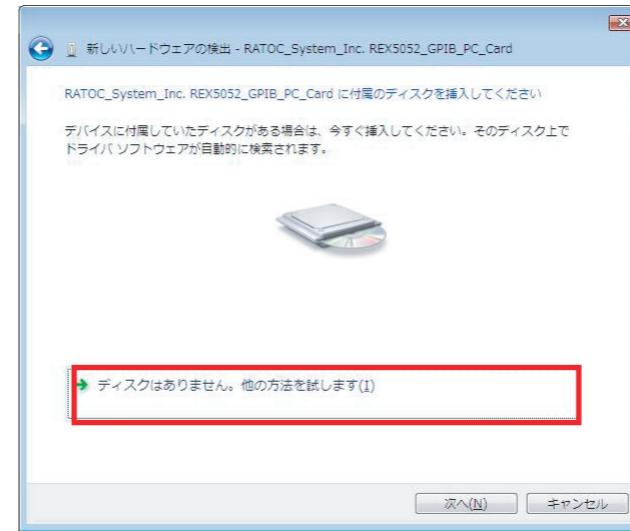 新しいハードウェアの検出 - RATOC_System_Inc. REX5052_GPIB_PC_Card
RATOC_System_Inc. REX5052_GPIB_PC_Card に付属のディスクを挿入してください
デバイスに付属していたディスクがある場合は、今すぐ挿入してください。そのディスク上で
ドライバ ソフトウェアが自動的に検索されます。
ディスクはありません。他の方法を試します(I)
次へ(N) キャンセル